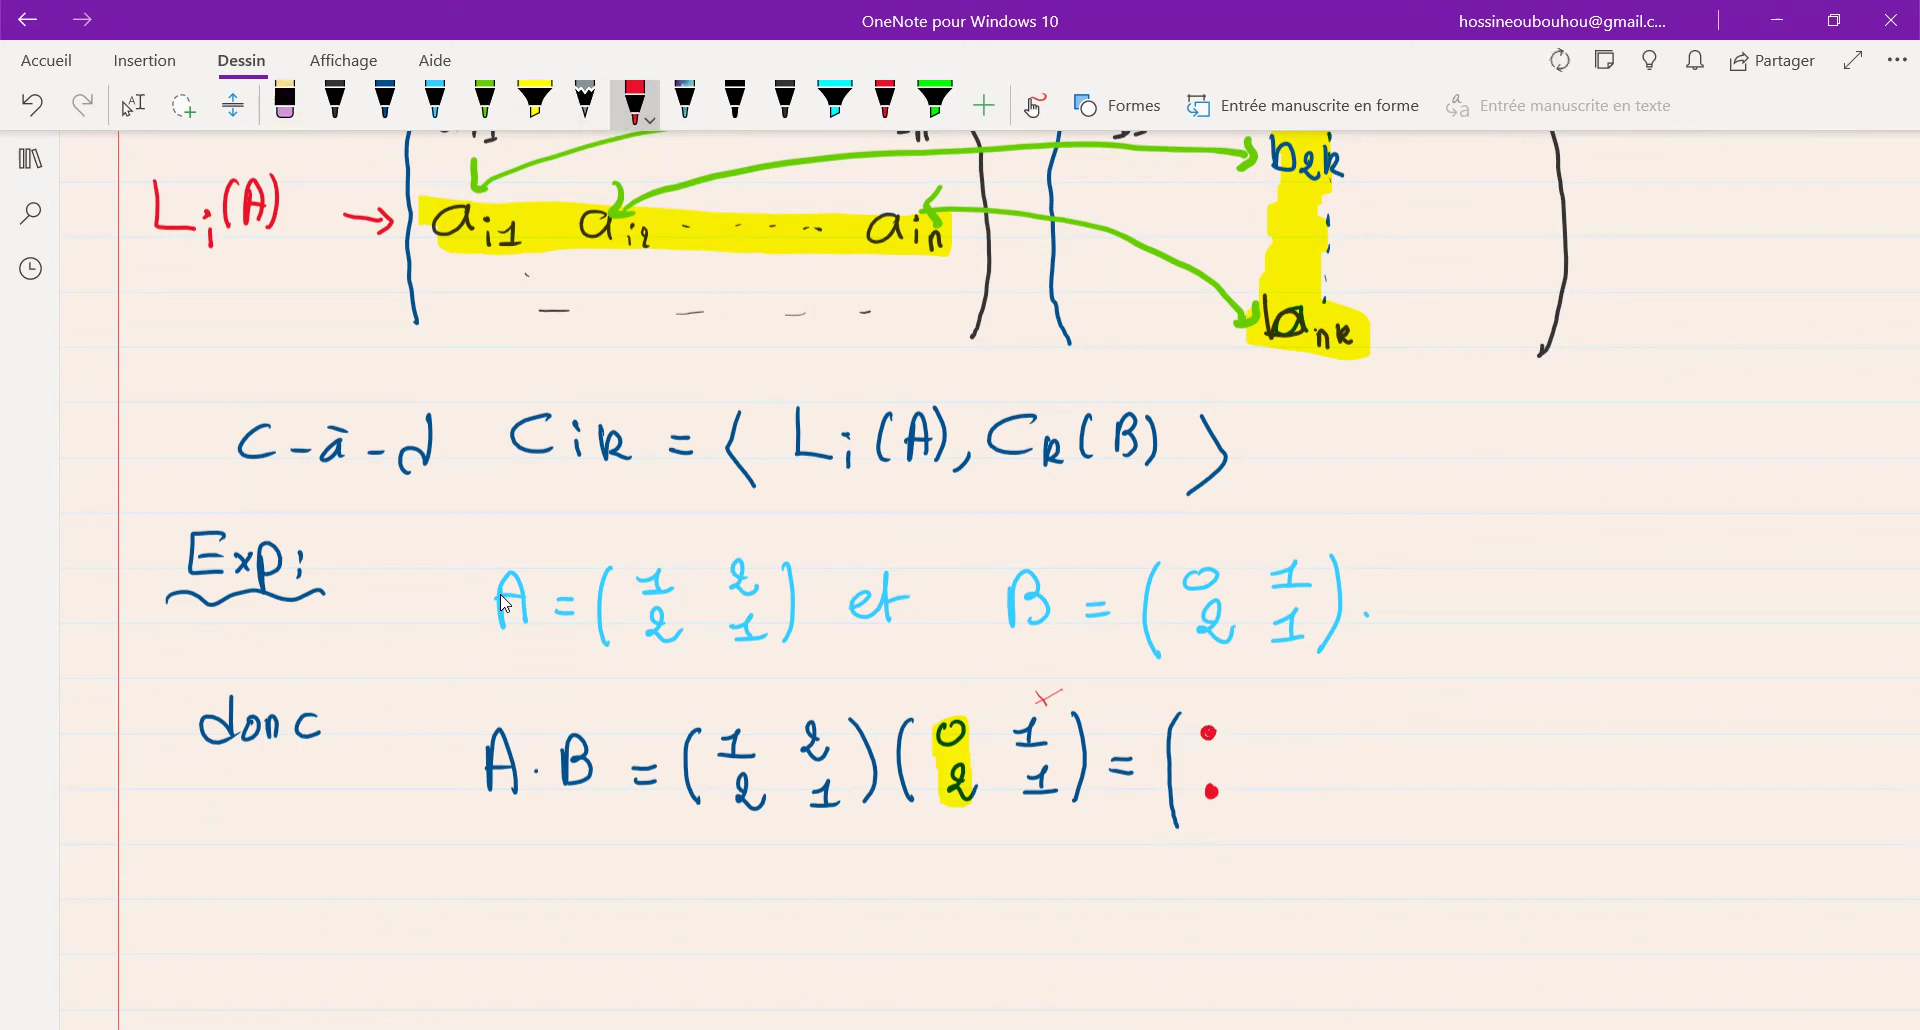 OneNote pour Windows 10
hossineoubouhou@gmail.c...
Accueil Insertion Dessin Affichage Aide
Partager
Formes Entrée manuscrite en forme Entrée manuscrite en texte
b2k
Li(A) → ai1 ai2 - - - .. ain
bnk
c-à-d Cik = ⟨ Li(A), Ck(B) ⟩
Exp:
A = ( 1 2
2 1 ) et B = ( 0 1
2 1 ) .
donc
A . B = ( 1 2
2 1 ) ( 0 1
2 1 ) = (